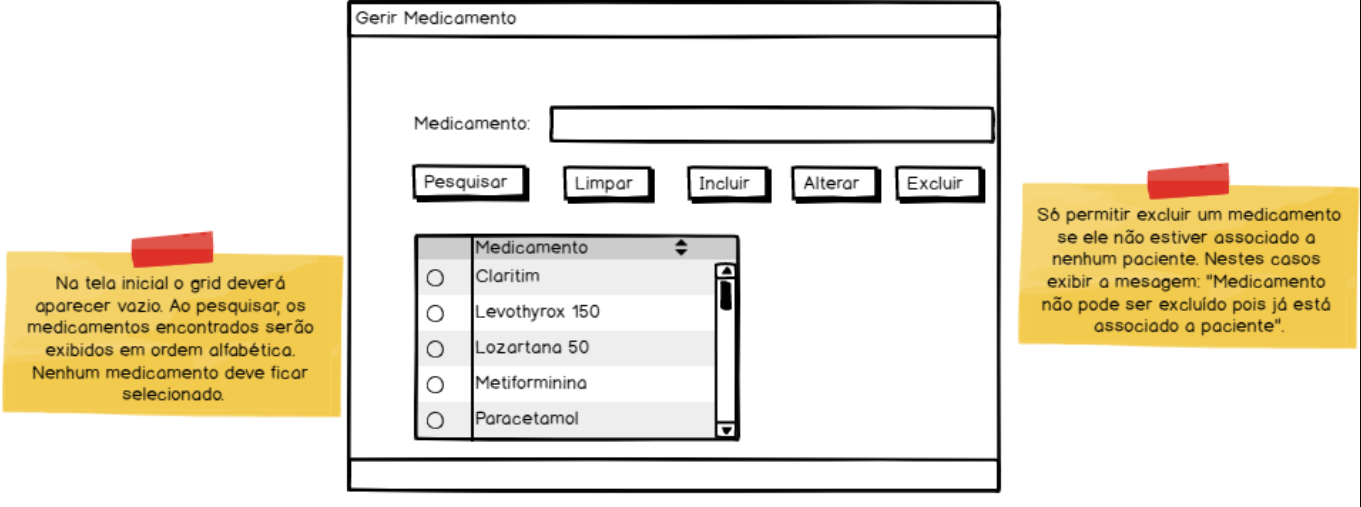 Gerir Medicamento
Medicamento:
Pesquisar
Limpar
Incluir
Alterar
Excluir
Medicamento
Claritim
Levothyrox 150
Lozartana 50
Metiforminina
Paracetamol
Na tela inicial o grid deverá
aparecer vazio. Ao pesquisar, os
medicamentos encontrados serão
exibidos em ordem alfabética.
Nenhum medicamento deve ficar
selecionado.
Só permitir excluir um medicamento
se ele não estiver associado a
nenhum paciente. Nestes casos
exibir a mesagem: "Medicamento
não pode ser excluído pois já está
associado a paciente".